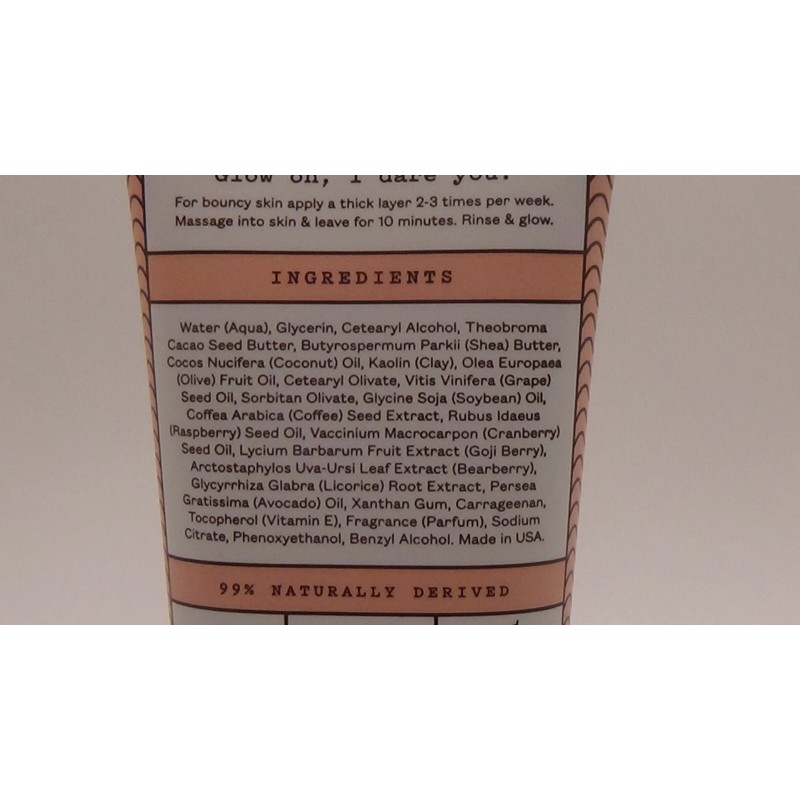 Glow on, I dare you.
For bouncy skin apply a thick layer 2-3 times per week.
Massage into skin & leave for 10 minutes. Rinse & glow.
INGREDIENTS
Water (Aqua), Glycerin, Cetearyl Alcohol, Theobroma
Cacao Seed Butter, Butyrospermum Parkii (Shea) Butter,
Cocos Nucifera (Coconut) Oil, Kaolin (Clay), Olea Europaea
(Olive) Fruit Oil, Cetearyl Olivate, Vitis Vinifera (Grape)
Seed Oil, Sorbitan Olivate, Glycine Soja (Soybean) Oil,
Coffea Arabica (Coffee) Seed Extract, Rubus Idaeus
(Raspberry) Seed Oil, Vaccinium Macrocarpon (Cranberry)
Seed Oil, Lycium Barbarum Fruit Extract (Goji Berry),
Arctostaphylos Uva-Ursi Leaf Extract (Bearberry),
Glycyrrhiza Glabra (Licorice) Root Extract, Persea
Gratissima (Avocado) Oil, Xanthan Gum, Carrageenan,
Tocopherol (Vitamin E), Fragrance (Parfum), Sodium
Citrate, Phenoxyethanol, Benzyl Alcohol. Made in USA.
99% NATURALLY DERIVED